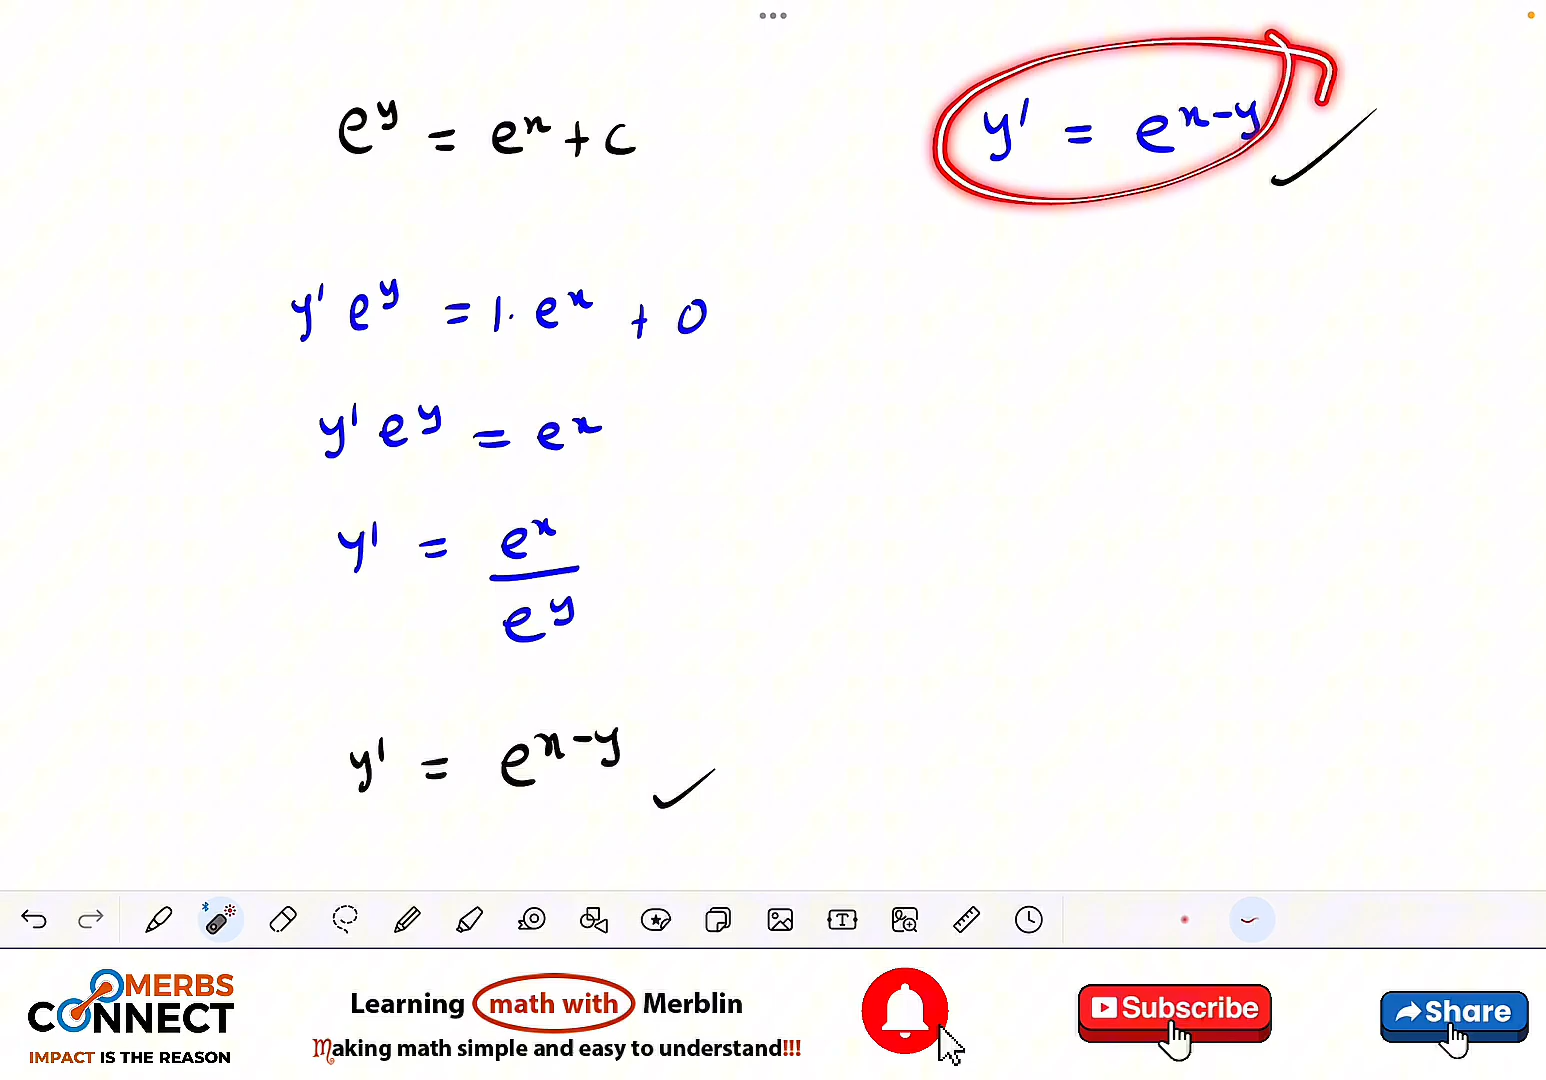 e^y = e^x + c
y' = e^{x-y}
y' e^y = 1. e^x + 0
y' e^y = e^x
y' = e^x / e^y
y' = e^{x-y}
MERBS
CONNECT
IMPACT IS THE REASON
Learning math with Merblin
Making math simple and easy to understand!!!
Subscribe
Share